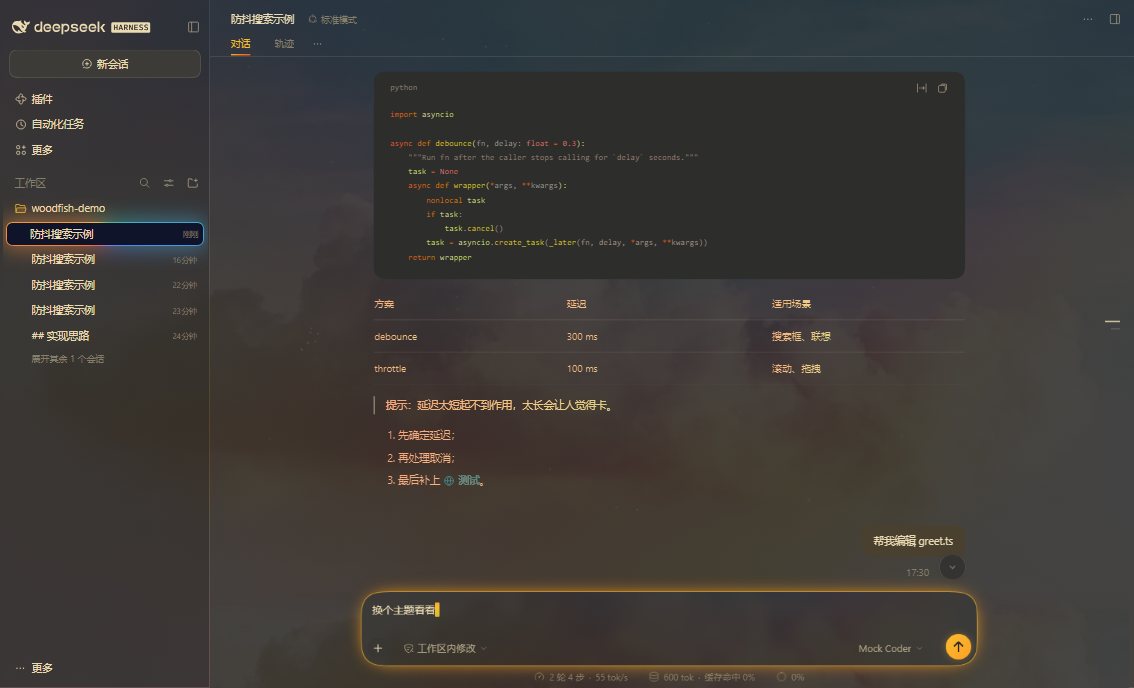 deepseek HARNESS
新会话
插件
自动化任务
更多
工作区
woodfish-demo
防抖搜索示例 刚刚
防抖搜索示例 16分钟
防抖搜索示例 22分钟
防抖搜索示例 23分钟
## 实现思路 24分钟
展开其余 1 个会话
··· 更多
防抖搜索示例 标准模式 ···
对话 轨迹 ···
python
import asyncio
async def debounce(fn, delay: float = 0.3):
"""Run fn after the caller stops calling for `delay` seconds."""
task = None
async def wrapper(*args, **kwargs):
nonlocal task
if task:
task.cancel()
task = asyncio.create_task(_later(fn, delay, *args, **kwargs))
return wrapper
方案 延迟 适用场景
debounce 300 ms 搜索框、联想
throttle 100 ms 滚动、拖拽
提示：延迟太短起不到作用，太长会让人觉得卡。
1. 先确定延迟；
2. 再处理取消；
3. 最后补上 测试。
帮我编辑 greet.ts
17:30
换个主题看看
+ 工作区内修改 Mock Coder
2 轮 4 步 · 55 tok/s 600 tok · 缓存命中 0% 0%